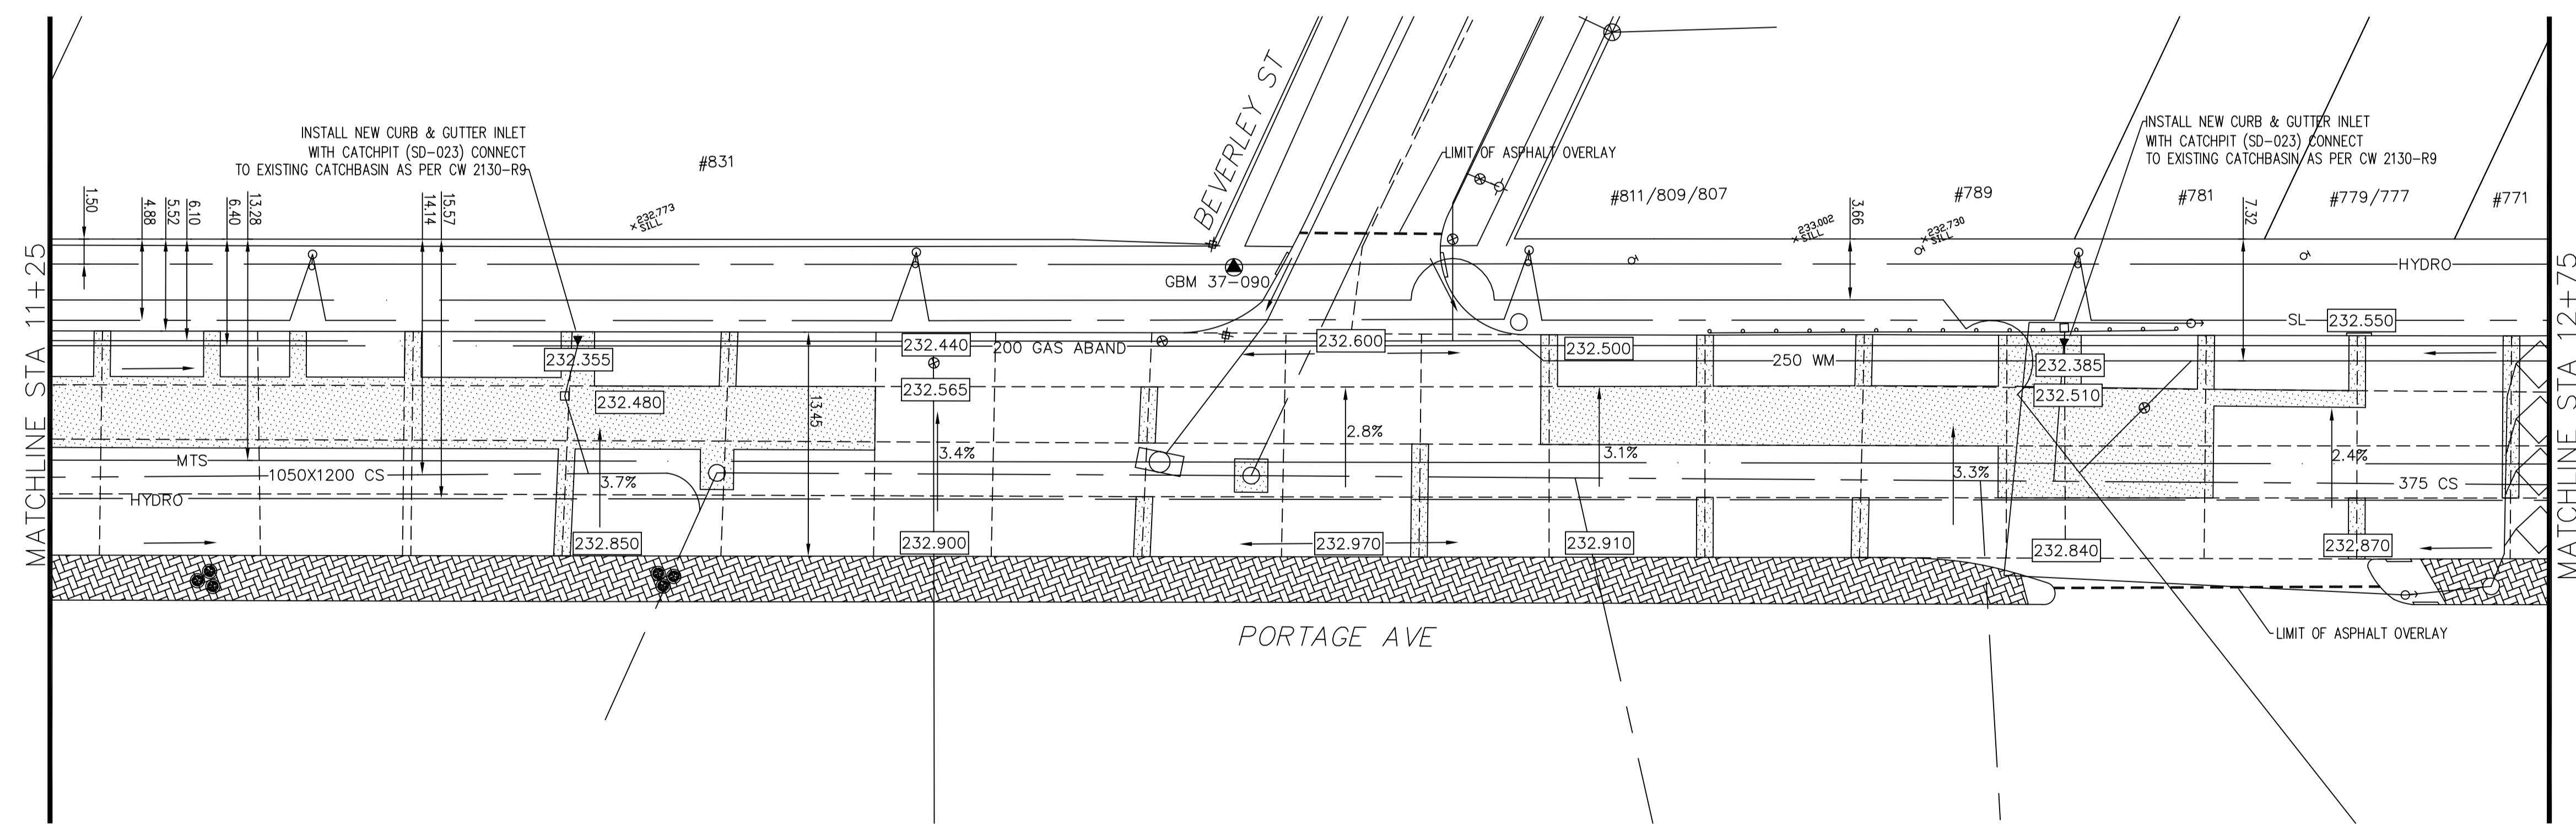 MATCHLINE STA 11+25
INSTALL NEW CURB & GUTTER INLET
WITH CATCHPIT (SD-023) CONNECT
TO EXISTING CATCHBASIN AS PER CW 2130-R9
#831
BEVERLEY ST
LIMIT OF ASPHALT OVERLAY
INSTALL NEW CURB & GUTTER INLET
WITH CATCHPIT (SD-023) CONNECT
TO EXISTING CATCHBASIN AS PER CW 2130-R9
#811/809/807
#789
#781
#779/777
#771
1.50
4.88
5.52
6.10
6.40
13.28
14.14
15.57
232.773
SILL
3.66
233.002
SILL
232.730
SILL
7.32
GBM 37-090
HYDRO
SL
232.550
232.355
232.440
200 GAS ABAND
232.600
232.500
250 WM
232.385
232.480
232.565
232.510
13.45
2.8%
MTS
1050X1200 CS
HYDRO
3.7%
3.4%
3.1%
3.3%
2.4%
375 CS
232.850
232.900
232.970
232.910
232.840
232.870
PORTAGE AVE
LIMIT OF ASPHALT OVERLAY
MATCHLINE STA 12+75